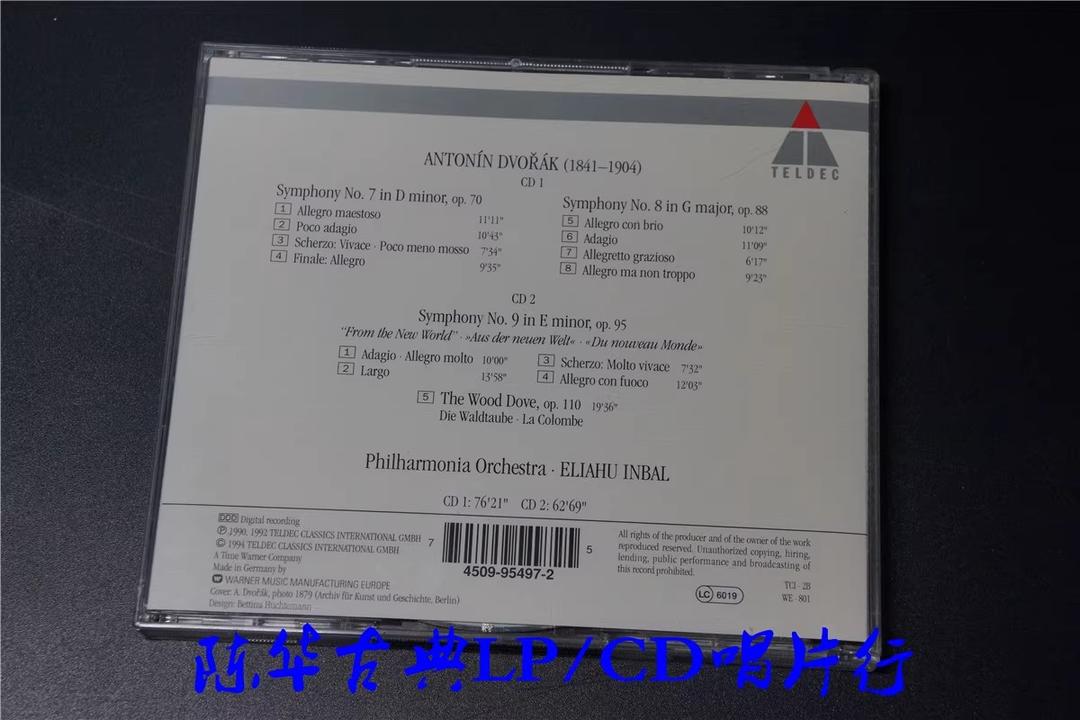 TELDEC
ANTONÍN DVOŘÁK (1841–1904)
CD 1
Symphony No. 7 in D minor, op. 70
1 Allegro maestoso 11'11"
2 Poco adagio 10'43"
3 Scherzo: Vivace · Poco meno mosso 7'34"
4 Finale: Allegro 9'35"
Symphony No. 8 in G major, op. 88
5 Allegro con brio 10'12"
6 Adagio 11'09"
7 Allegretto grazioso 6'17"
8 Allegro ma non troppo 9'23"
CD 2
Symphony No. 9 in E minor, op. 95
"From the New World" · »Aus der neuen Welt« · «Du nouveau Monde»
1 Adagio · Allegro molto 10'00"
2 Largo 13'58"
3 Scherzo: Molto vivace 7'32"
4 Allegro con fuoco 12'03"
5 The Wood Dove, op. 110 19'36"
Die Waldtaube · La Colombe
Philharmonia Orchestra · ELIAHU INBAL
CD 1: 76'21" CD 2: 62'69"
DDD Digital recording
℗ 1990, 1992 TELDEC CLASSICS INTERNATIONAL GMBH
© 1994 TELDEC CLASSICS INTERNATIONAL GMBH
A Time Warner Company
Made in Germany by
WARNER MUSIC MANUFACTURING EUROPE
Cover: A. Dvořák, photo 1879 (Archiv für Kunst und Geschichte, Berlin)
Design: Bettina Huchtemann
7 4509-95497-2 5
All rights of the producer and of the owner of the work
reproduced reserved. Unauthorized copying, hiring,
lending, public performance and broadcasting of
this record prohibited.
LC 6019
TCI · 2B
WE · 801
陈华古典LP/CD唱片行